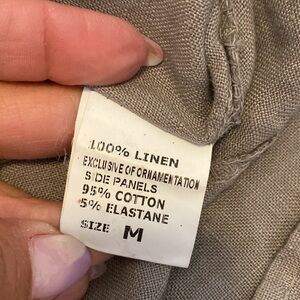 100% LINEN
EXCLUSIVE OF ORNAMENTATION
SIDE PANELS
95% COTTON
5% ELASTANE
SIZE M